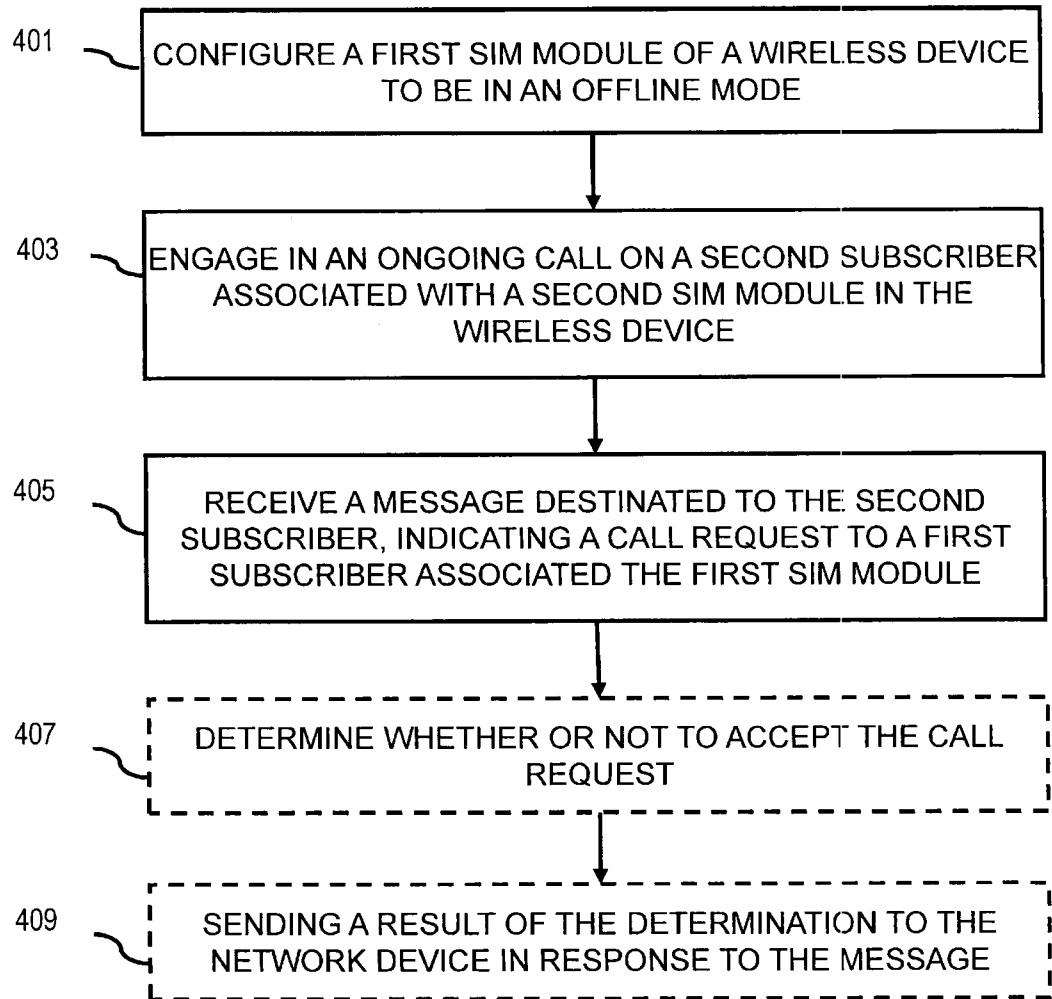 401
CONFIGURE A FIRST SIM MODULE OF A WIRELESS DEVICE
TO BE IN AN OFFLINE MODE
403
ENGAGE IN AN ONGOING CALL ON A SECOND SUBSCRIBER
ASSOCIATED WITH A SECOND SIM MODULE IN THE
WIRELESS DEVICE
405
RECEIVE A MESSAGE DESTINATED TO THE SECOND
SUBSCRIBER, INDICATING A CALL REQUEST TO A FIRST
SUBSCRIBER ASSOCIATED THE FIRST SIM MODULE
407
DETERMINE WHETHER OR NOT TO ACCEPT THE CALL
REQUEST
409
SENDING A RESULT OF THE DETERMINATION TO THE
NETWORK DEVICE IN RESPONSE TO THE MESSAGE